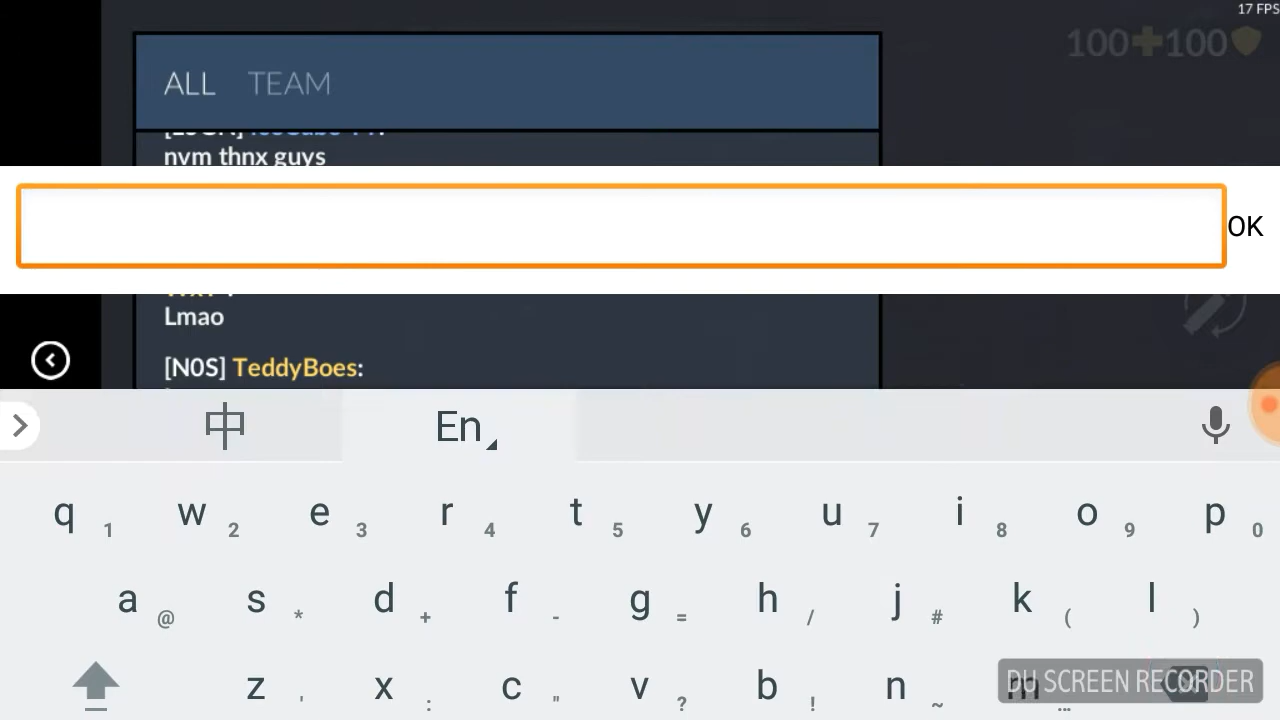 17 FPS
100 100
ALL TEAM
nvm thnx guys
OK
Lmao
[N0S] TeddyBoes:
中 En
q 1 w 2 e 3 r 4 t 5 y 6 u 7 i 8 o 9 p 0
a @ s * d + f - g = h / j # k ( l )
z ' x : c " v ? b ! n ~ m …
DU SCREEN RECORDER